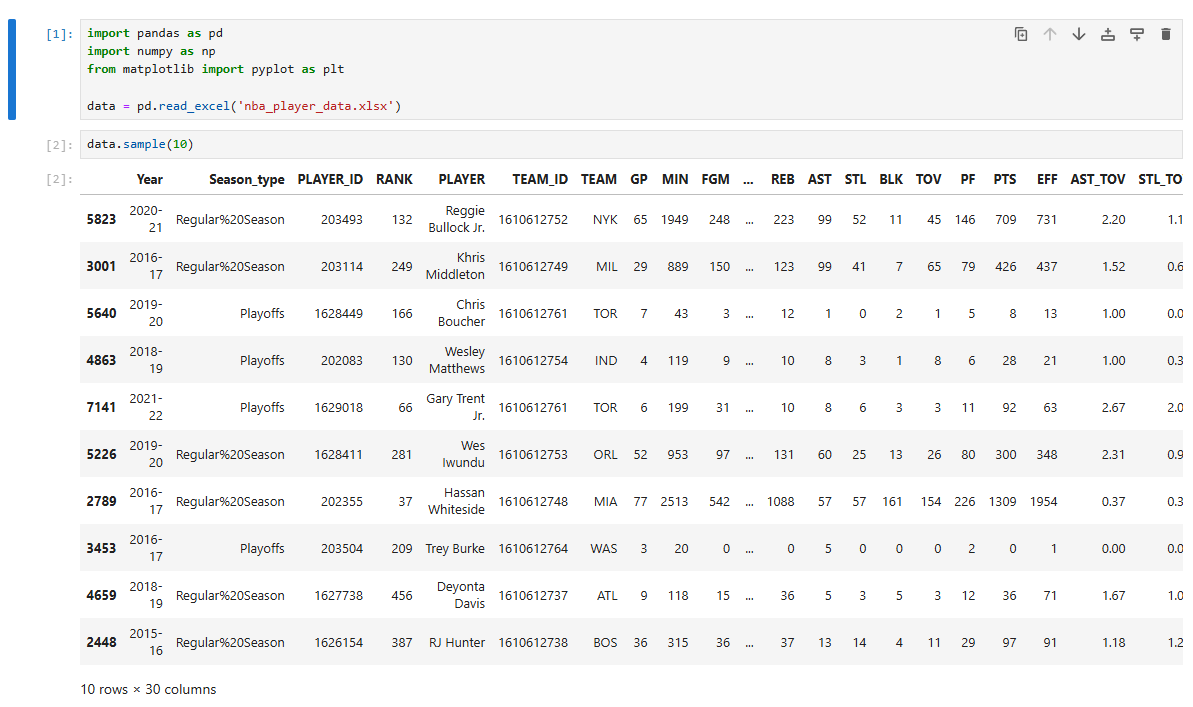 [1]: import pandas as pd
import numpy as np
from matplotlib import pyplot as plt
data = pd.read_excel('nba_player_data.xlsx')
[2]: data.sample(10)
[2]: Year Season_type PLAYER_ID RANK PLAYER TEAM_ID TEAM GP MIN FGM ... REB AST STL BLK TOV PF PTS EFF AST_TOV STL_TO
5823 2020-21 Regular%20Season 203493 132 Reggie Bullock Jr. 1610612752 NYK 65 1949 248 ... 223 99 52 11 45 146 709 731 2.20 1.1
3001 2016-17 Regular%20Season 203114 249 Khris Middleton 1610612749 MIL 29 889 150 ... 123 99 41 7 65 79 426 437 1.52 0.6
5640 2019-20 Playoffs 1628449 166 Chris Boucher 1610612761 TOR 7 43 3 ... 12 1 0 2 1 5 8 13 1.00 0.0
4863 2018-19 Playoffs 202083 130 Wesley Matthews 1610612754 IND 4 119 9 ... 10 8 3 1 8 6 28 21 1.00 0.3
7141 2021-22 Playoffs 1629018 66 Gary Trent Jr. 1610612761 TOR 6 199 31 ... 10 8 6 3 3 11 92 63 2.67 2.0
5226 2019-20 Regular%20Season 1628411 281 Wes Iwundu 1610612753 ORL 52 953 97 ... 131 60 25 13 26 80 300 348 2.31 0.9
2789 2016-17 Regular%20Season 202355 37 Hassan Whiteside 1610612748 MIA 77 2513 542 ... 1088 57 57 161 154 226 1309 1954 0.37 0.3
3453 2016-17 Playoffs 203504 209 Trey Burke 1610612764 WAS 3 20 0 ... 0 5 0 0 0 2 0 1 0.00 0.0
4659 2018-19 Regular%20Season 1627738 456 Deyonta Davis 1610612737 ATL 9 118 15 ... 36 5 3 5 3 12 36 71 1.67 1.0
2448 2015-16 Regular%20Season 1626154 387 RJ Hunter 1610612738 BOS 36 315 36 ... 37 13 14 4 11 29 97 91 1.18 1.2
10 rows × 30 columns